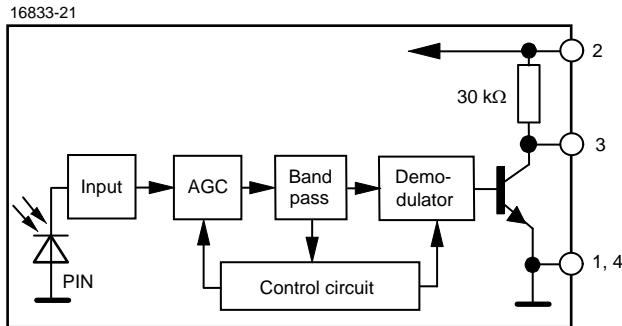 16833-21
2
30 kΩ
3
Input
AGC
Band
pass
Demo-
dulator
1, 4
PIN
Control circuit